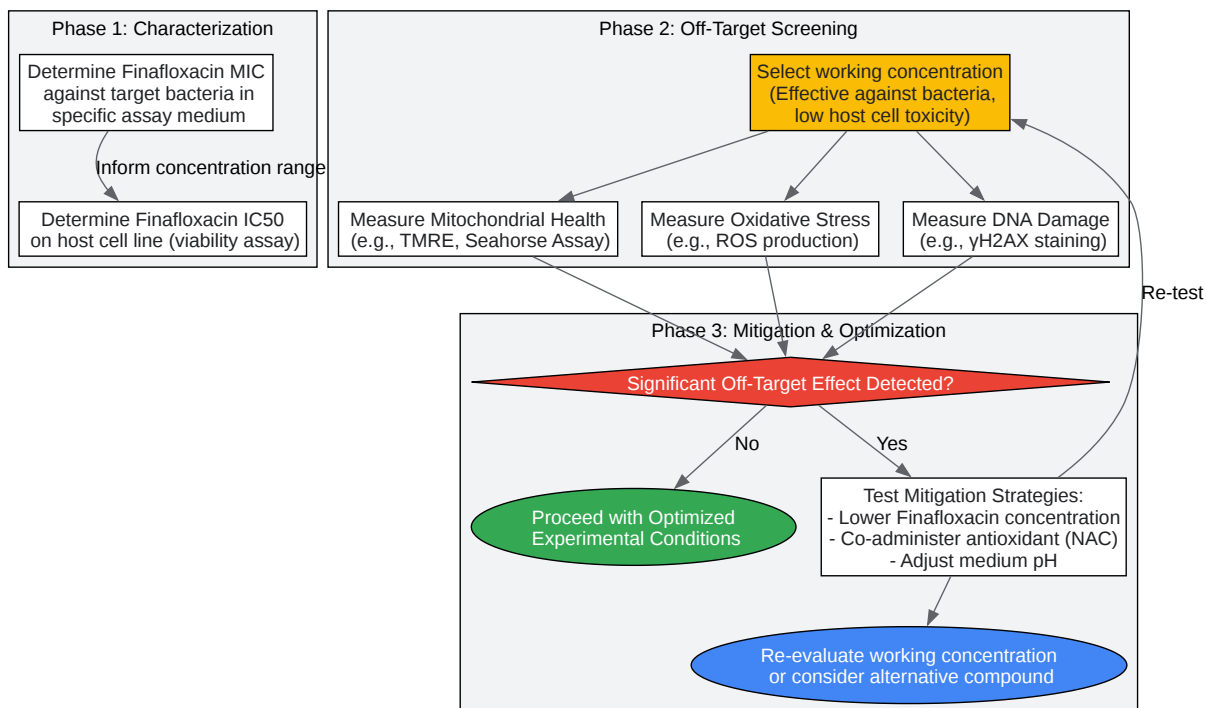 Phase 1: Characterization
Determine Finafloxacin MIC
against target bacteria in
specific assay medium
Inform concentration range
Determine Finafloxacin IC50
on host cell line (viability assay)
Phase 2: Off-Target Screening
Select working concentration
(Effective against bacteria,
low host cell toxicity)
Measure Mitochondrial Health
(e.g., TMRE, Seahorse Assay)
Measure Oxidative Stress
(e.g., ROS production)
Measure DNA Damage
(e.g., γH2AX staining)
Re-test
Phase 3: Mitigation & Optimization
Significant Off-Target Effect Detected?
No
Yes
Proceed with Optimized
Experimental Conditions
Test Mitigation Strategies:
- Lower Finafloxacin concentration
- Co-administer antioxidant (NAC)
- Adjust medium pH
Re-evaluate working concentration
or consider alternative compound